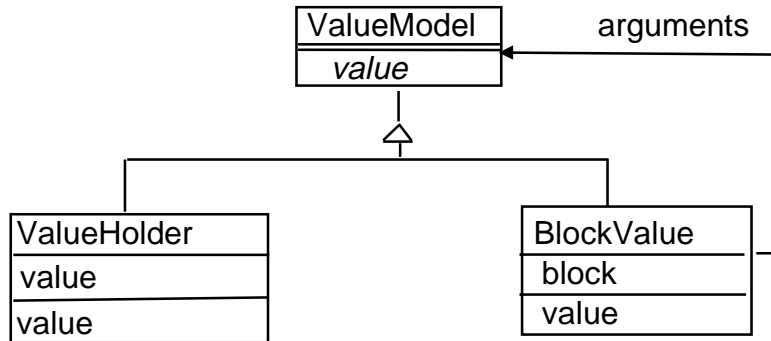 ValueModel
arguments
value
ValueHolder
value
value
BlockValue
block
value